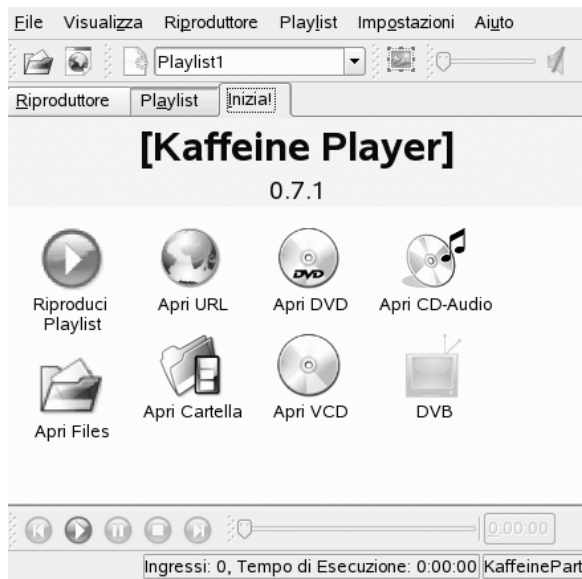 File Visualizza Riproduttore Playlist Impostazioni Aiuto
Playlist1
Riproduttore Playlist Inizia!
[Kaffeine Player]
0.7.1
Riproduci Playlist
Apri URL
Apri DVD
DVD
Apri CD-Audio
Apri Files
Apri Cartella
Apri VCD
DVB
0:00:00
Ingressi: 0, Tempo di Esecuzione: 0:00:00 KaffeinePart